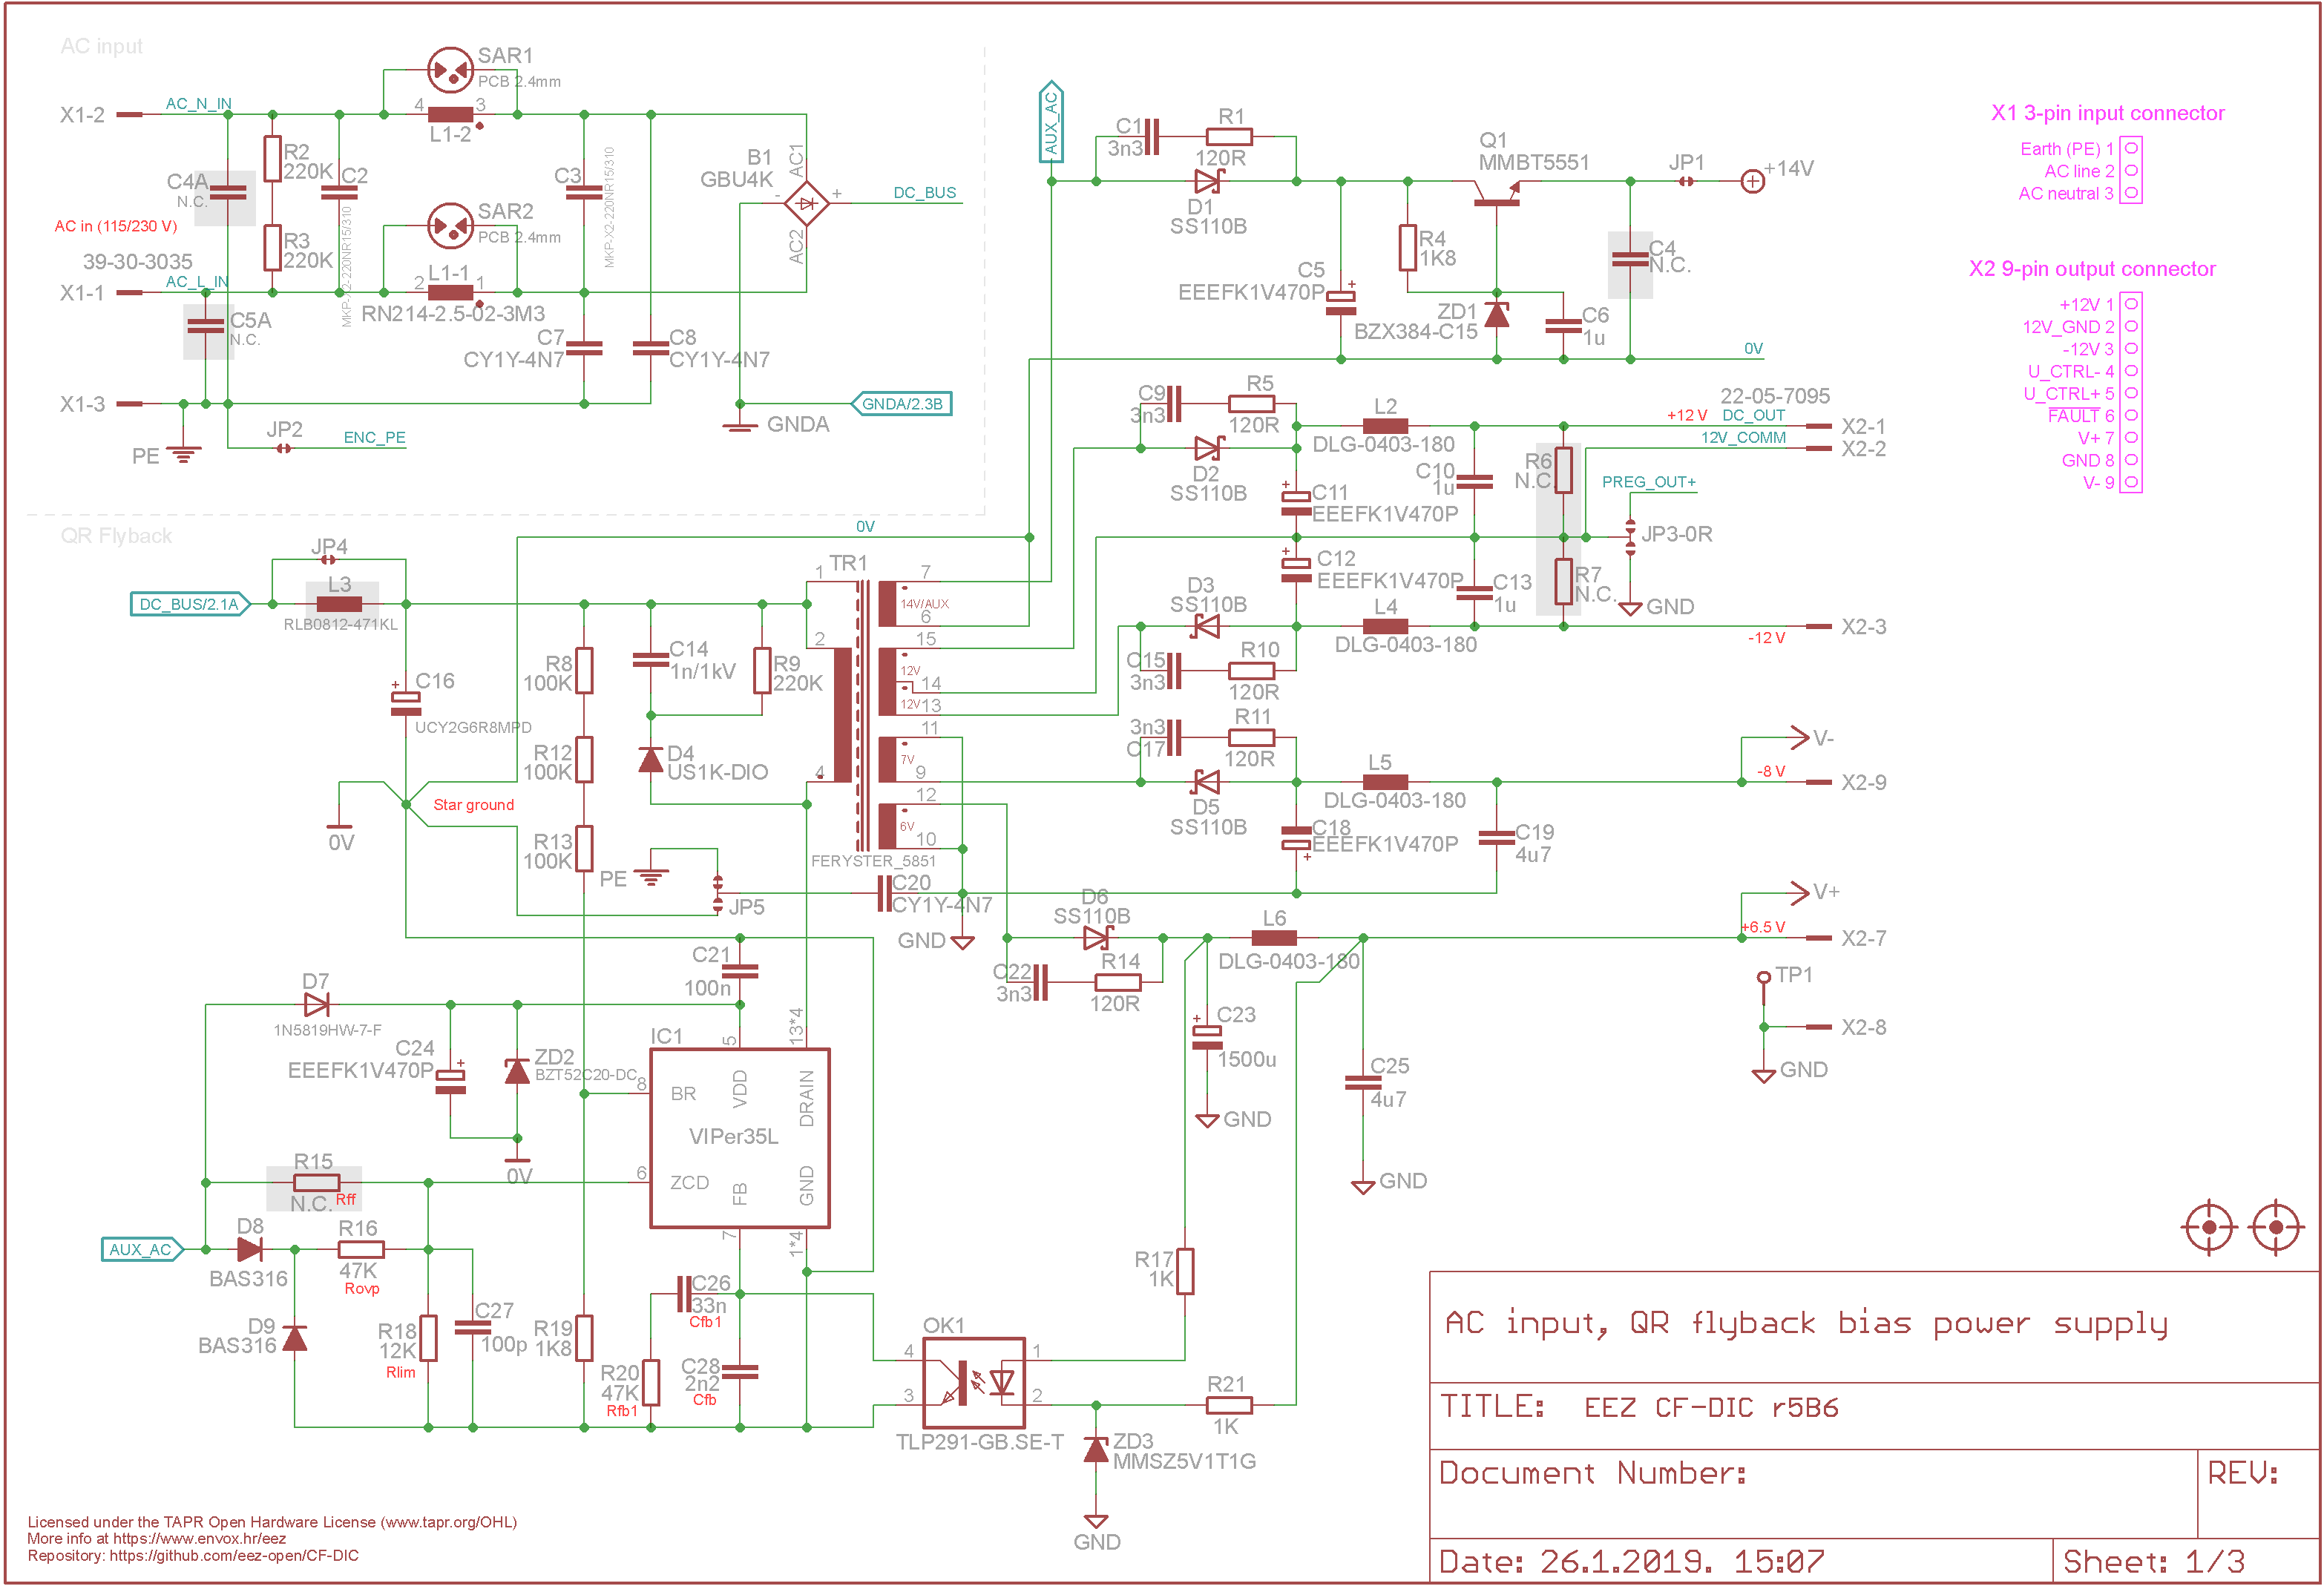 AC input
SAR1
PCB 2.4mm
X1-2
AC_N_IN
4
3
L1-2
R2
220K
C2
MKP-X2-220NR15/310
C4A
N.C.
SAR2
PCB 2.4mm
AC in (115/230 V)
39-30-3035
R3
220K
X1-1
AC_L_IN
L1-1
2
1
RN214-2.5-02-3M3
C5A
N.C.
C3
MKP-X2-220NR15/310
C7
CY1Y-4N7
C8
CY1Y-4N7
B1
GBU4K
AC1
AC2
-
+
DC_BUS
X1-3
PE
JP2
ENC_PE
GNDA/2.3B
GNDA
AUX_AC
C1
3n3
R1
120R
D1
SS110B
Q1
MMBT5551
JP1
+14V
R4
1K8
C5
EEEFK1V470P
+
ZD1
BZX384-C15
C6
1u
C4
N.C.
0V
X1 3-pin input connector
Earth (PE) 1
AC line 2
AC neutral 3
X2 9-pin output connector
+12V 1
12V_GND 2
-12V 3
U_CTRL- 4
U_CTRL+ 5
FAULT 6
V+ 7
GND 8
V- 9
C9
3n3
R5
120R
D2
SS110B
L2
DLG-0403-180
22-05-7095
+12 V
DC_OUT
X2-1
12V_COMM
X2-2
C10
1u
R6
N.C.
PREG_OUT+
+
C11
EEEFK1V470P
JP3-0R
+
C12
EEEFK1V470P
C13
1u
R7
N.C.
GND
D3
SS110B
L4
DLG-0403-180
-12 V
X2-3
C15
3n3
R10
120R
QR Flyback
0V
JP4
L3
DC_BUS/2.1A
RLB0812-471KL
+
C16
UCY2G6R8MPD
R8
100K
C14
1n/1kV
R9
220K
TR1
1
2
4
7
14V/AUX
6
15
12V
14
12V
13
11
7V
9
12
6V
10
FERYSTER_5851
R12
100K
D4
US1K-DIO
Star ground
0V
R13
100K
PE
JP5
C20
CY1Y-4N7
GND
3n3
C17
R11
120R
D5
SS110B
L5
DLG-0403-180
V-
-8 V
X2-9
C18
EEEFK1V470P
+
C19
4u7
D6
SS110B
C22
3n3
R14
120R
L6
DLG-0403-180
V+
+6.5 V
X2-7
TP1
X2-8
GND
+
C23
1500u
GND
C25
4u7
GND
D7
1N5819HW-7-F
C24
EEEFK1V470P
+
ZD2
BZT52C20-DC
0V
C21
100n
IC1
VIPer35L
5
VDD
13*4
DRAIN
8
BR
6
ZCD
7
FB
1*4
GND
R15
N.C.
Rff
AUX_AC
D8
BAS316
R16
47K
Rovp
D9
BAS316
R18
12K
Rlim
C27
100p
R19
1K8
C26
33n
Cfb1
R20
47K
Rfb1
C28
2n2
Cfb
OK1
4
3
1
2
TLP291-GB.SE-T
R17
1K
R21
1K
ZD3
MMSZ5V1T1G
GND
AC input, QR flyback bias power supply
TITLE: EEZ CF-DIC r5B6
Document Number:
REV:
Date: 26.1.2019. 15:07
Sheet: 1/3
Licensed under the TAPR Open Hardware License (www.tapr.org/OHL)
More info at https://www.envox.hr/eez
Repository: https://github.com/eez-open/CF-DIC